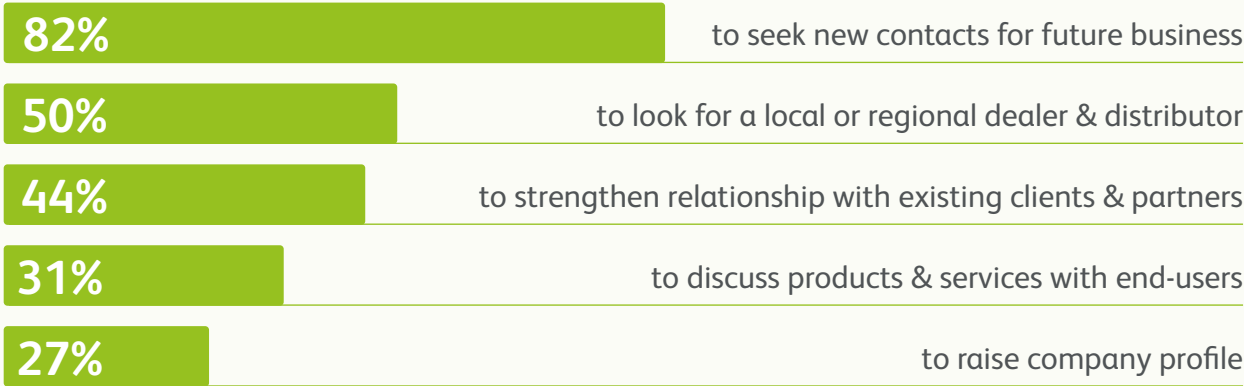 82% to seek new contacts for future business
50% to look for a local or regional dealer & distributor
44% to strengthen relationship with existing clients & partners
31% to discuss products & services with end-users
27% to raise company profile